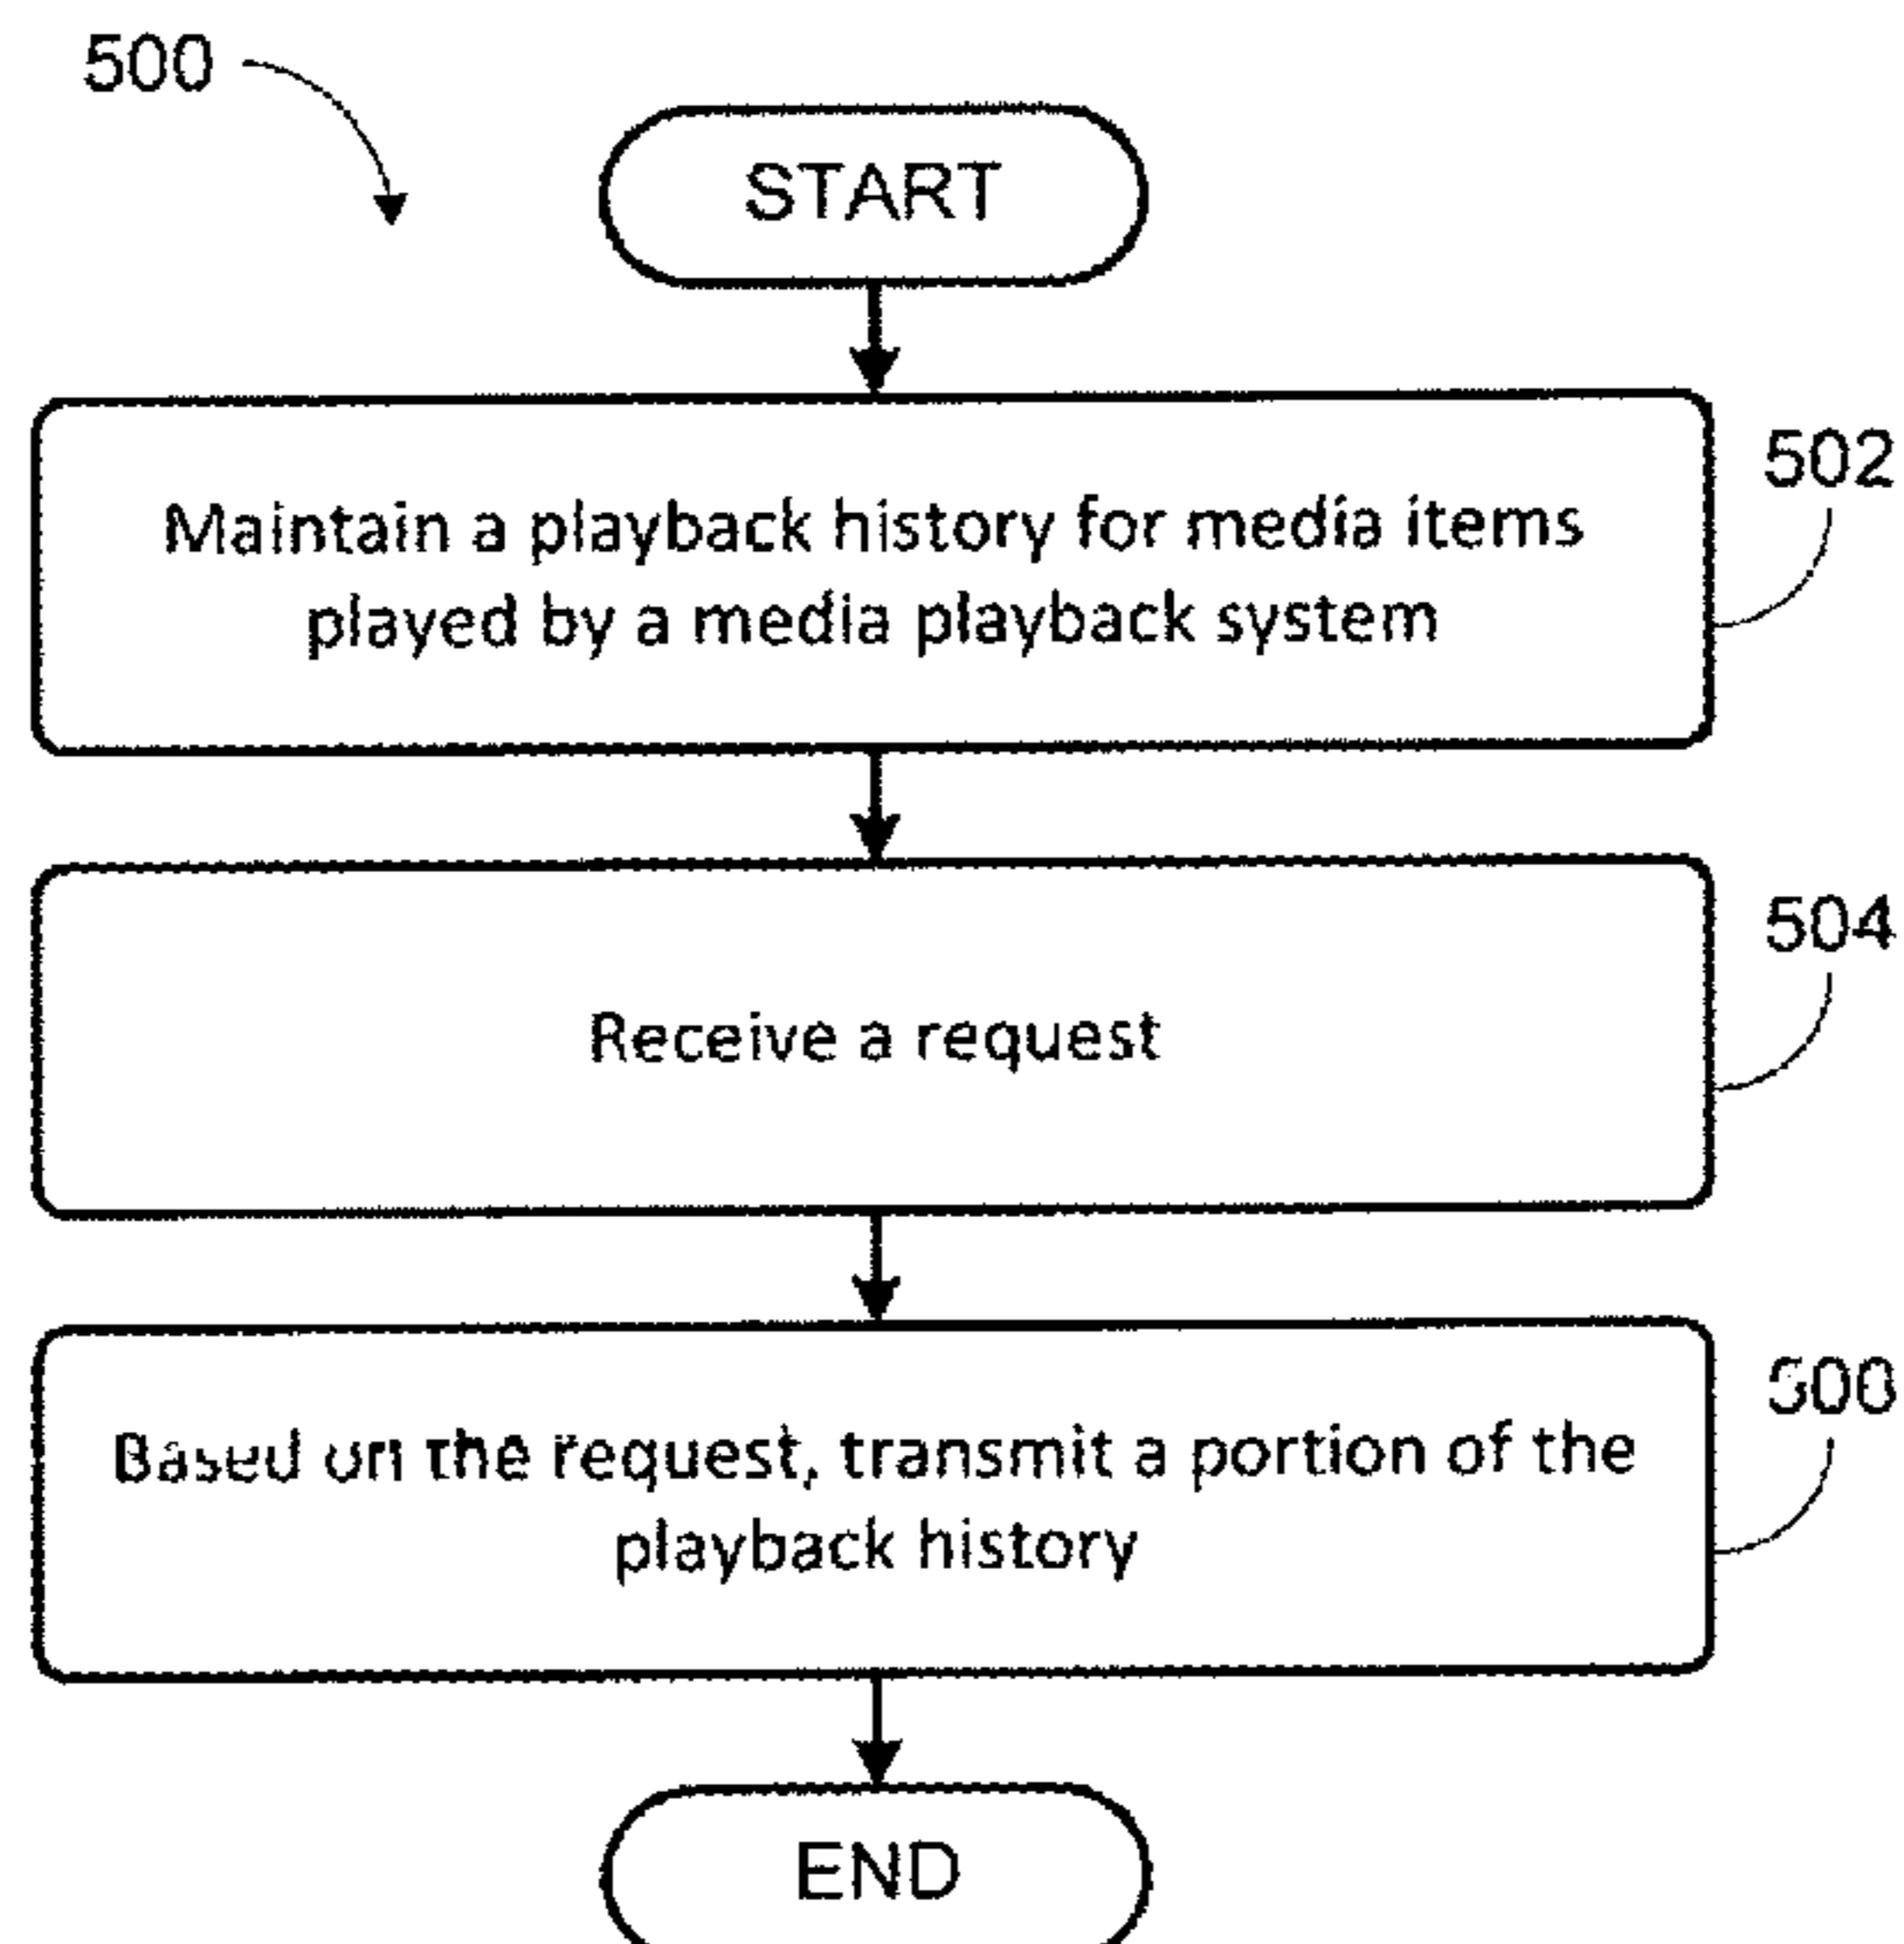 500
START
Maintain a playback history for media items
played by a media playback system
502
Receive a request
504
Based on the request, transmit a portion of the
playback history
END